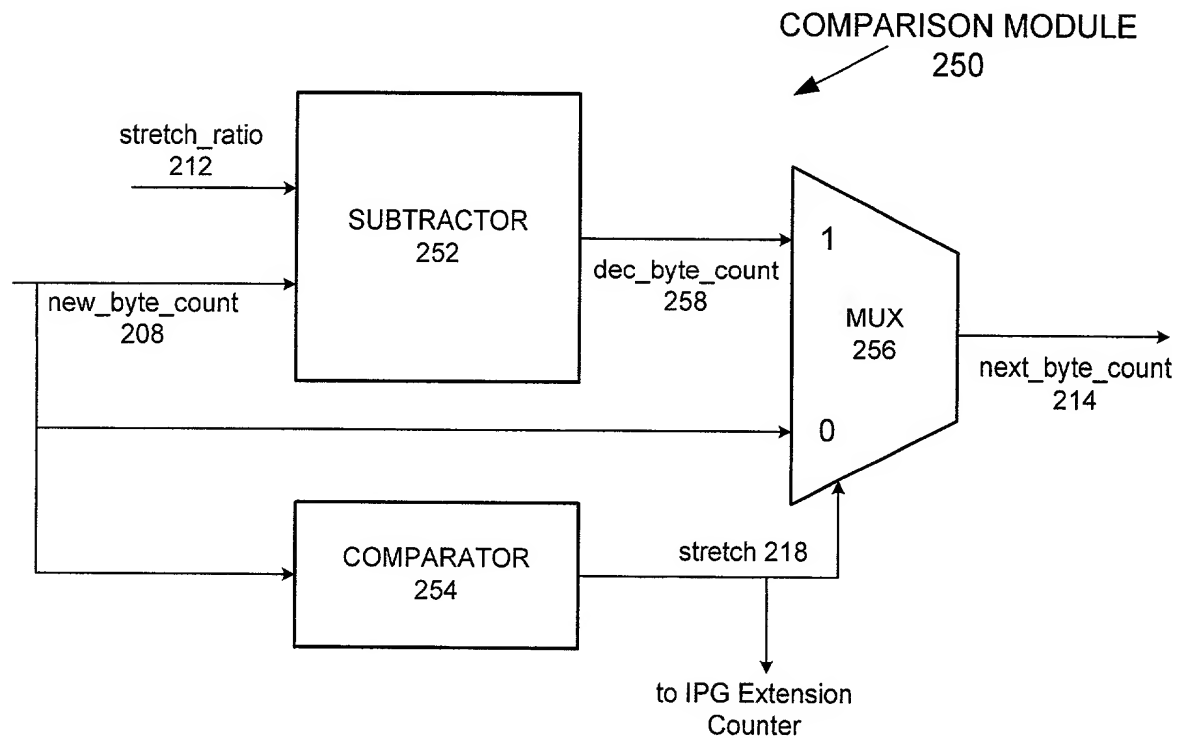 COMPARISON MODULE
250
stretch_ratio
212
SUBTRACTOR
252
new_byte_count
208
dec_byte_count
258
1
MUX
256
0
next_byte_count
214
COMPARATOR
254
stretch 218
to IPG Extension
Counter